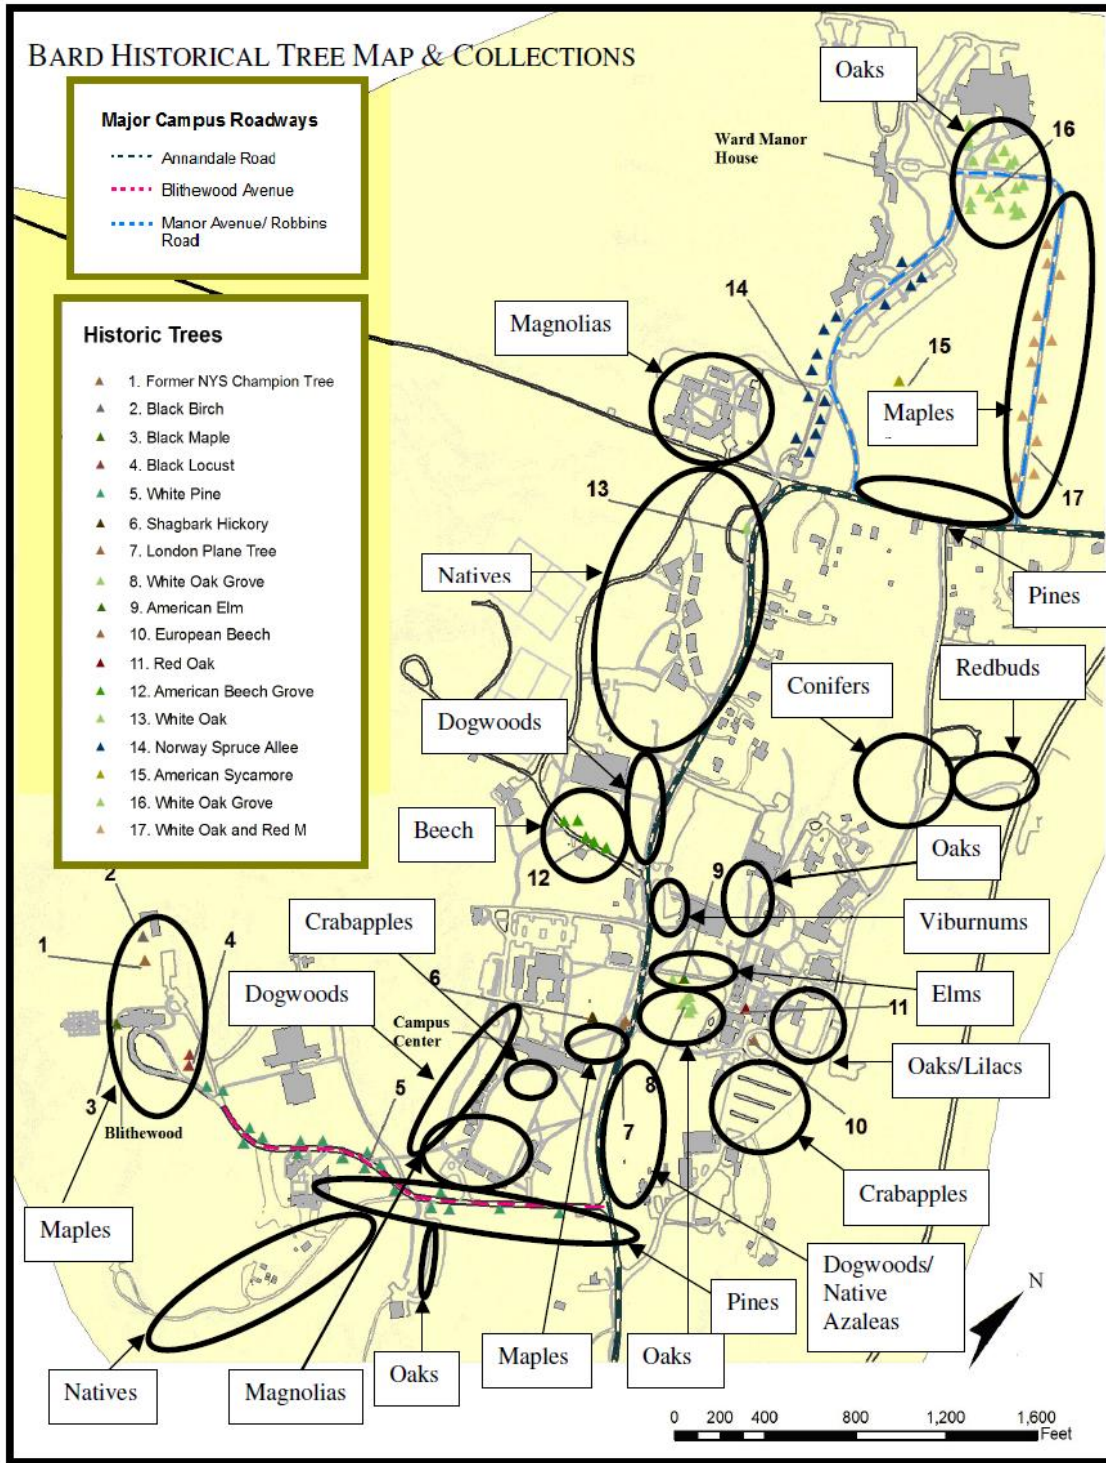 BARD HISTORICAL TREE MAP & COLLECTIONS
Major Campus Roadways
Annandale Road
Blithewood Avenue
Manor Avenue/ Robbins
Road
Historic Trees
1. Former NYS Champion Tree
2. Black Birch
3. Black Maple
4. Black Locust
5. White Pine
6. Shagbark Hickory
7. London Plane Tree
8. White Oak Grove
9. American Elm
10. European Beech
11. Red Oak
12. American Beech Grove
13. White Oak
14. Norway Spruce Allee
15. American Sycamore
16. White Oak Grove
17. White Oak and Red M
Oaks
Ward Manor
House
16
14
Magnolias
15
Maples
13
17
Natives
Pines
Redbuds
Conifers
Dogwoods
Beech
12
Oaks
9
Viburnums
2
Crabapples
1
4
6
Dogwoods
Campus
Center
Elms
11
Oaks/Lilacs
3
Blithewood
5
8
7
10
Crabapples
Maples
Dogwoods/
Native
Azaleas
Pines
N
Natives
Magnolias
Oaks
Maples
Oaks
0 200 400 800 1,200 1,600
Feet